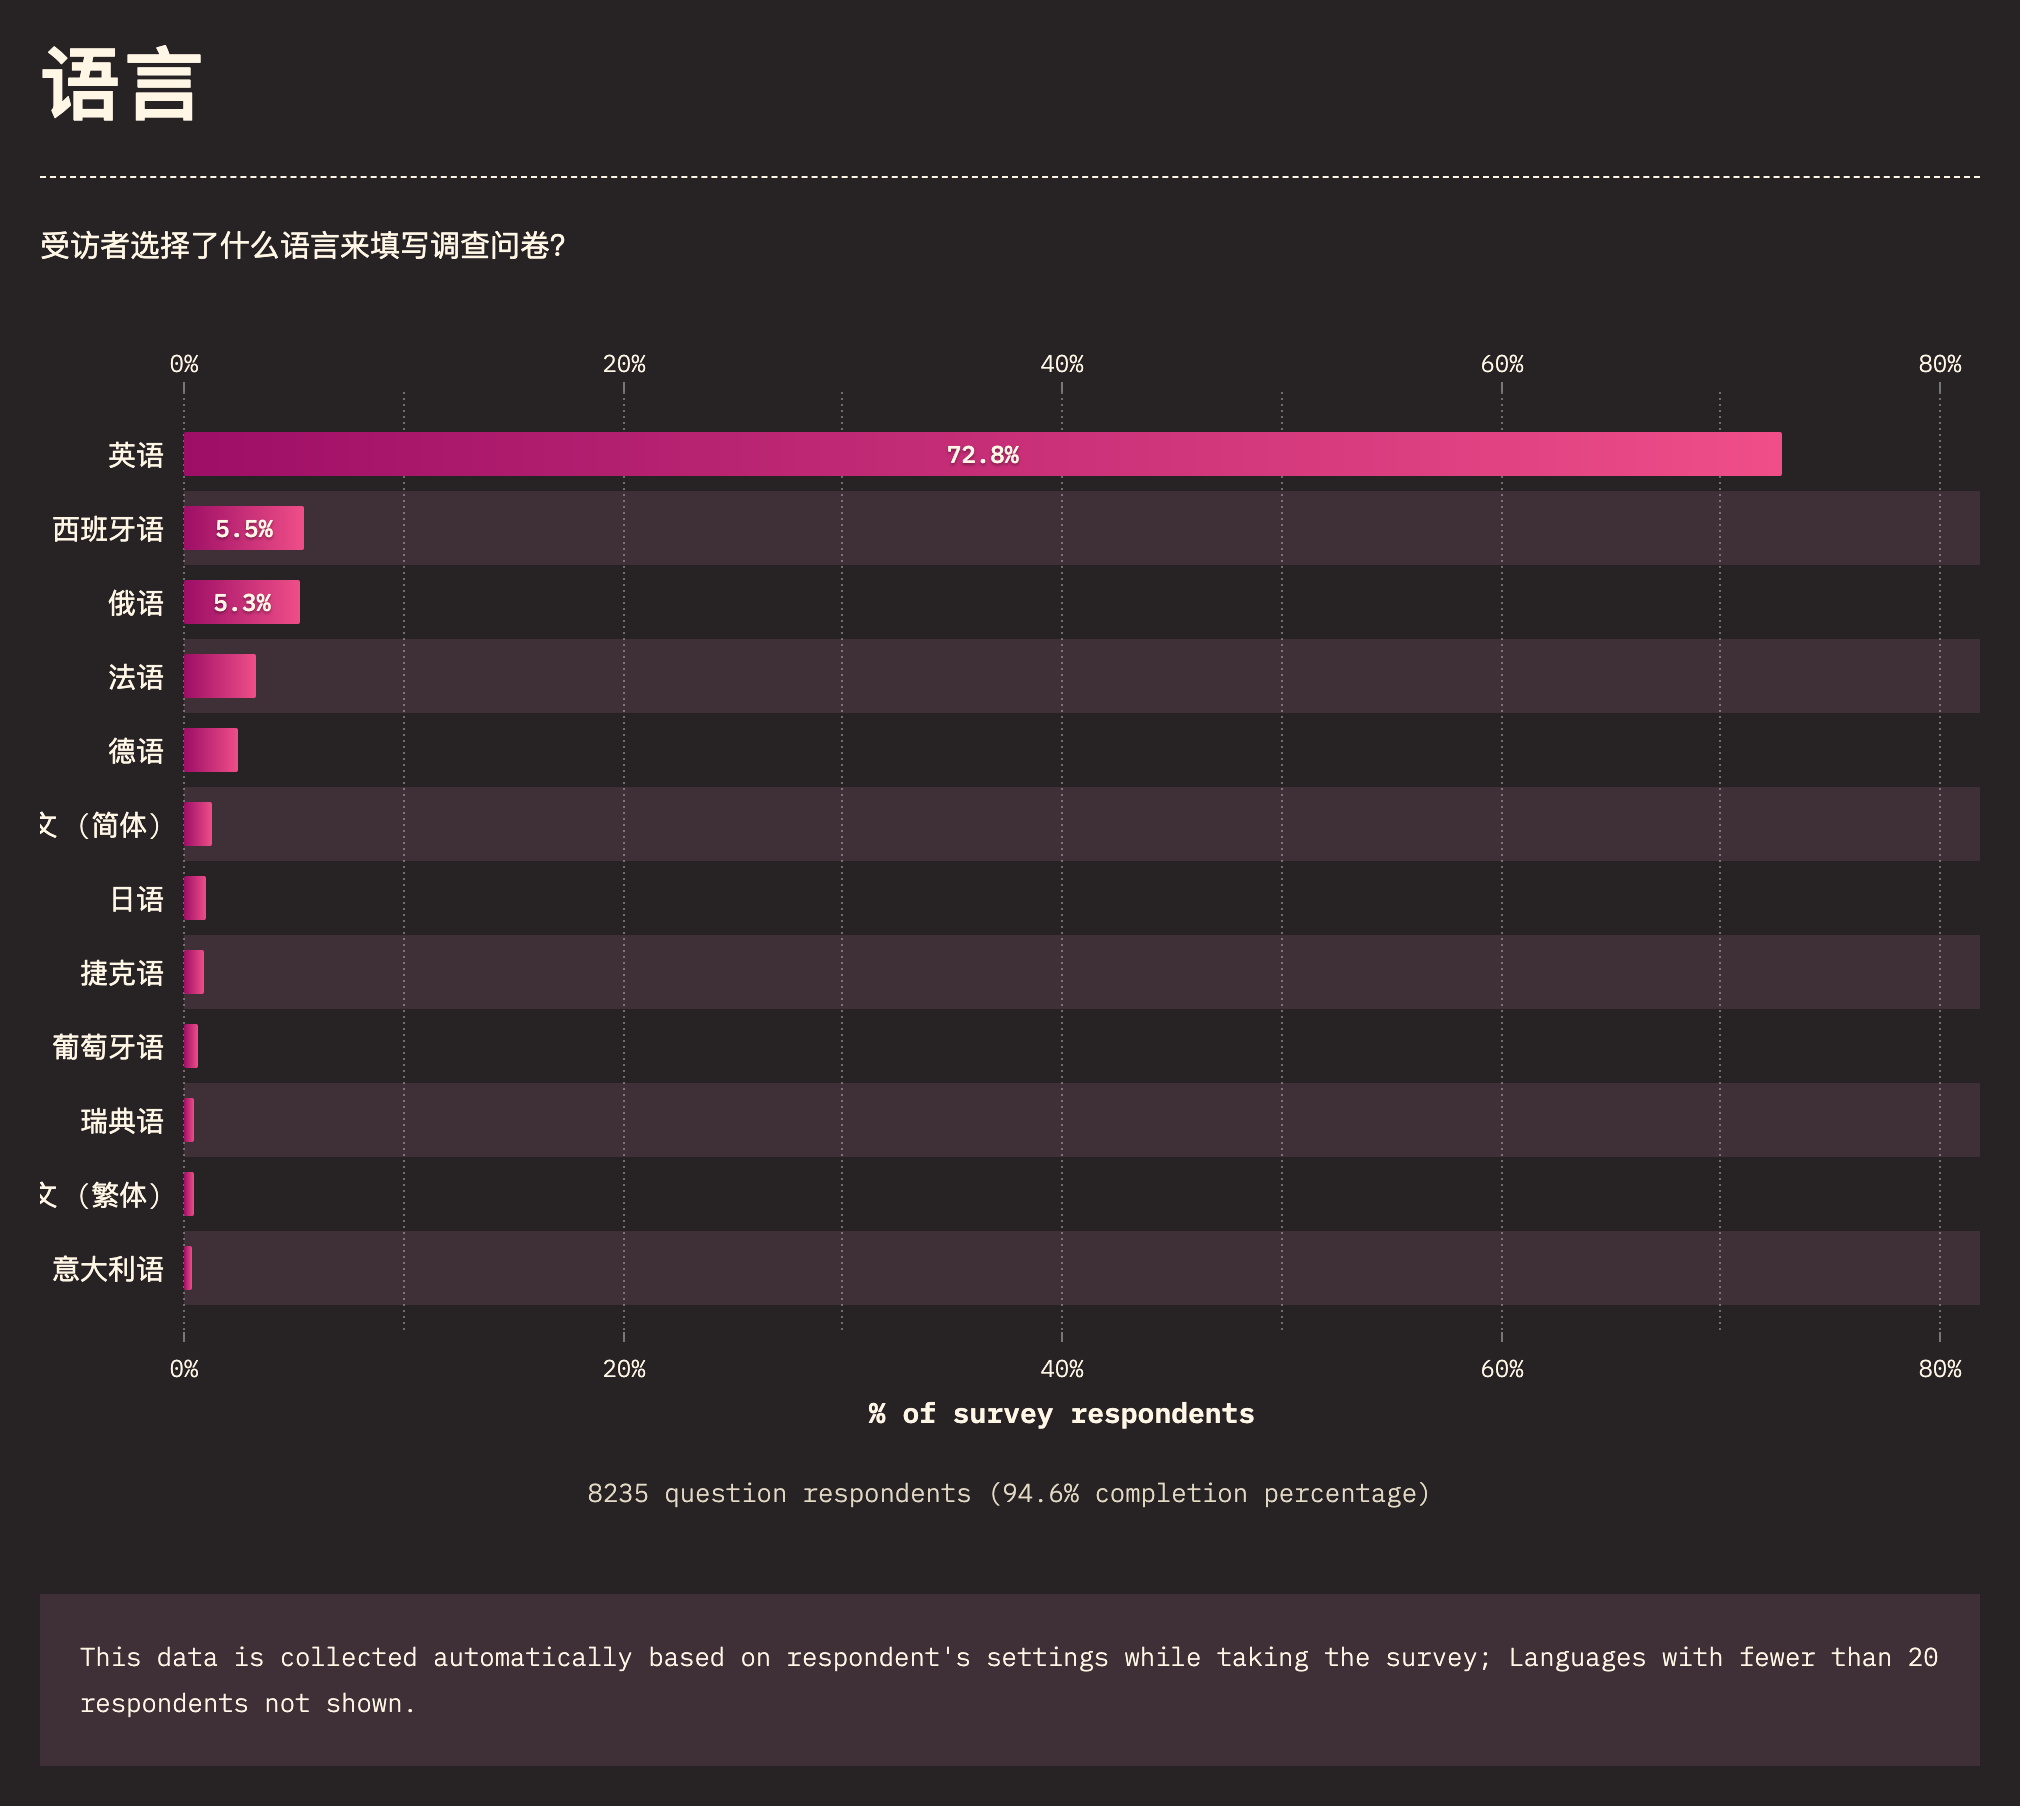 语言
受访者选择了什么语言来填写调查问卷?
0% 20% 40% 60% 80%
英语 72.8%
西班牙语 5.5%
俄语 5.3%
法语
德语
文（简体）
日语
捷克语
葡萄牙语
瑞典语
文（繁体）
意大利语
0% 20% 40% 60% 80%
% of survey respondents
8235 question respondents (94.6% completion percentage)
This data is collected automatically based on respondent's settings while taking the survey; Languages with fewer than 20
respondents not shown.